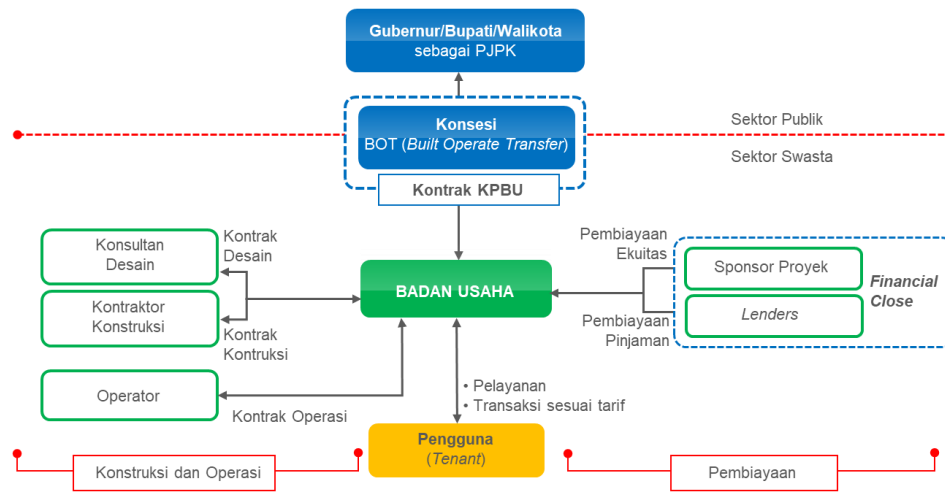 Gubernur/Bupati/Walikota
sebagai PJPK
Konsesi
BOT (Built Operate Transfer)
Kontrak KPBU
Sektor Publik
Sektor Swasta
Konsultan
Desain
Kontrak
Desain
Kontraktor
Konstruksi
Kontrak
Kontruksi
Operator
Kontrak Operasi
BADAN USAHA
Pembiayaan
Ekuitas
Pembiayaan
Pinjaman
Sponsor Proyek
Lenders
Financial
Close
• Pelayanan
• Transaksi sesuai tarif
Pengguna
(Tenant)
Konstruksi dan Operasi
Pembiayaan